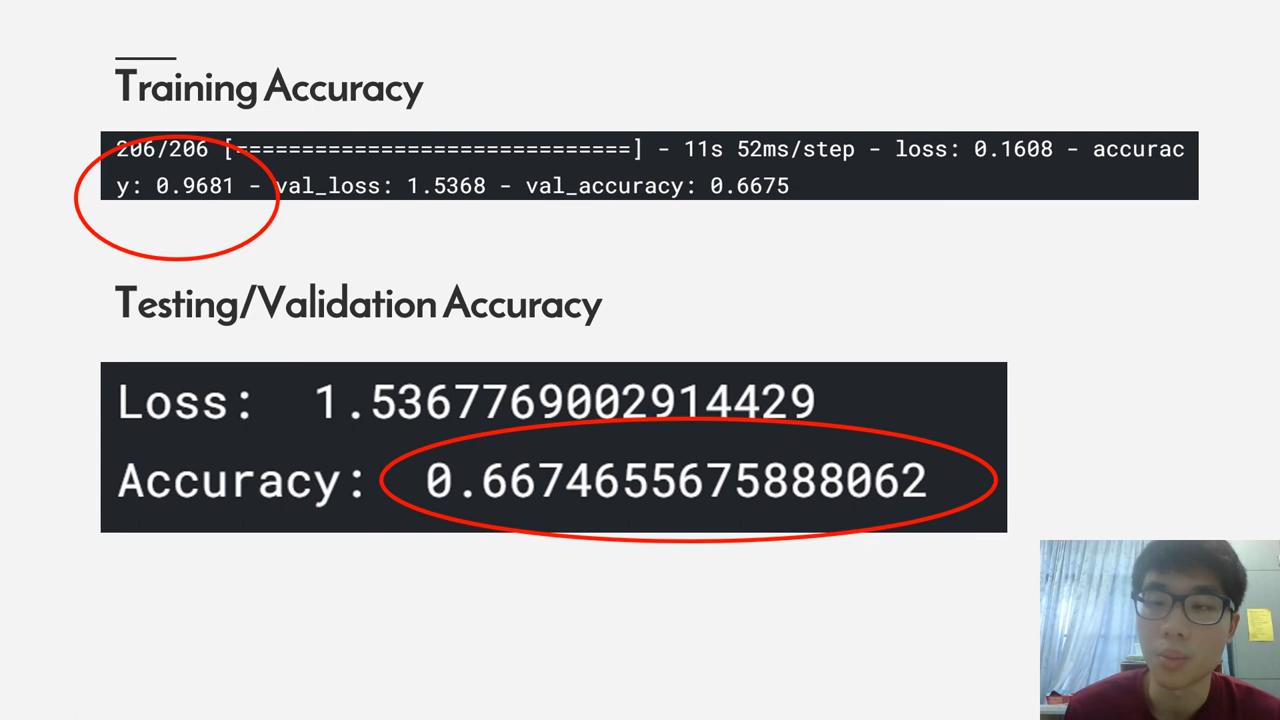 Training Accuracy
206/206 [==============================] - 11s 52ms/step - loss: 0.1608 - accurac
y: 0.9681 - val_loss: 1.5368 - val_accuracy: 0.6675
Testing/Validation Accuracy
Loss:  1.5367769002914429
Accuracy:  0.6674655675888062